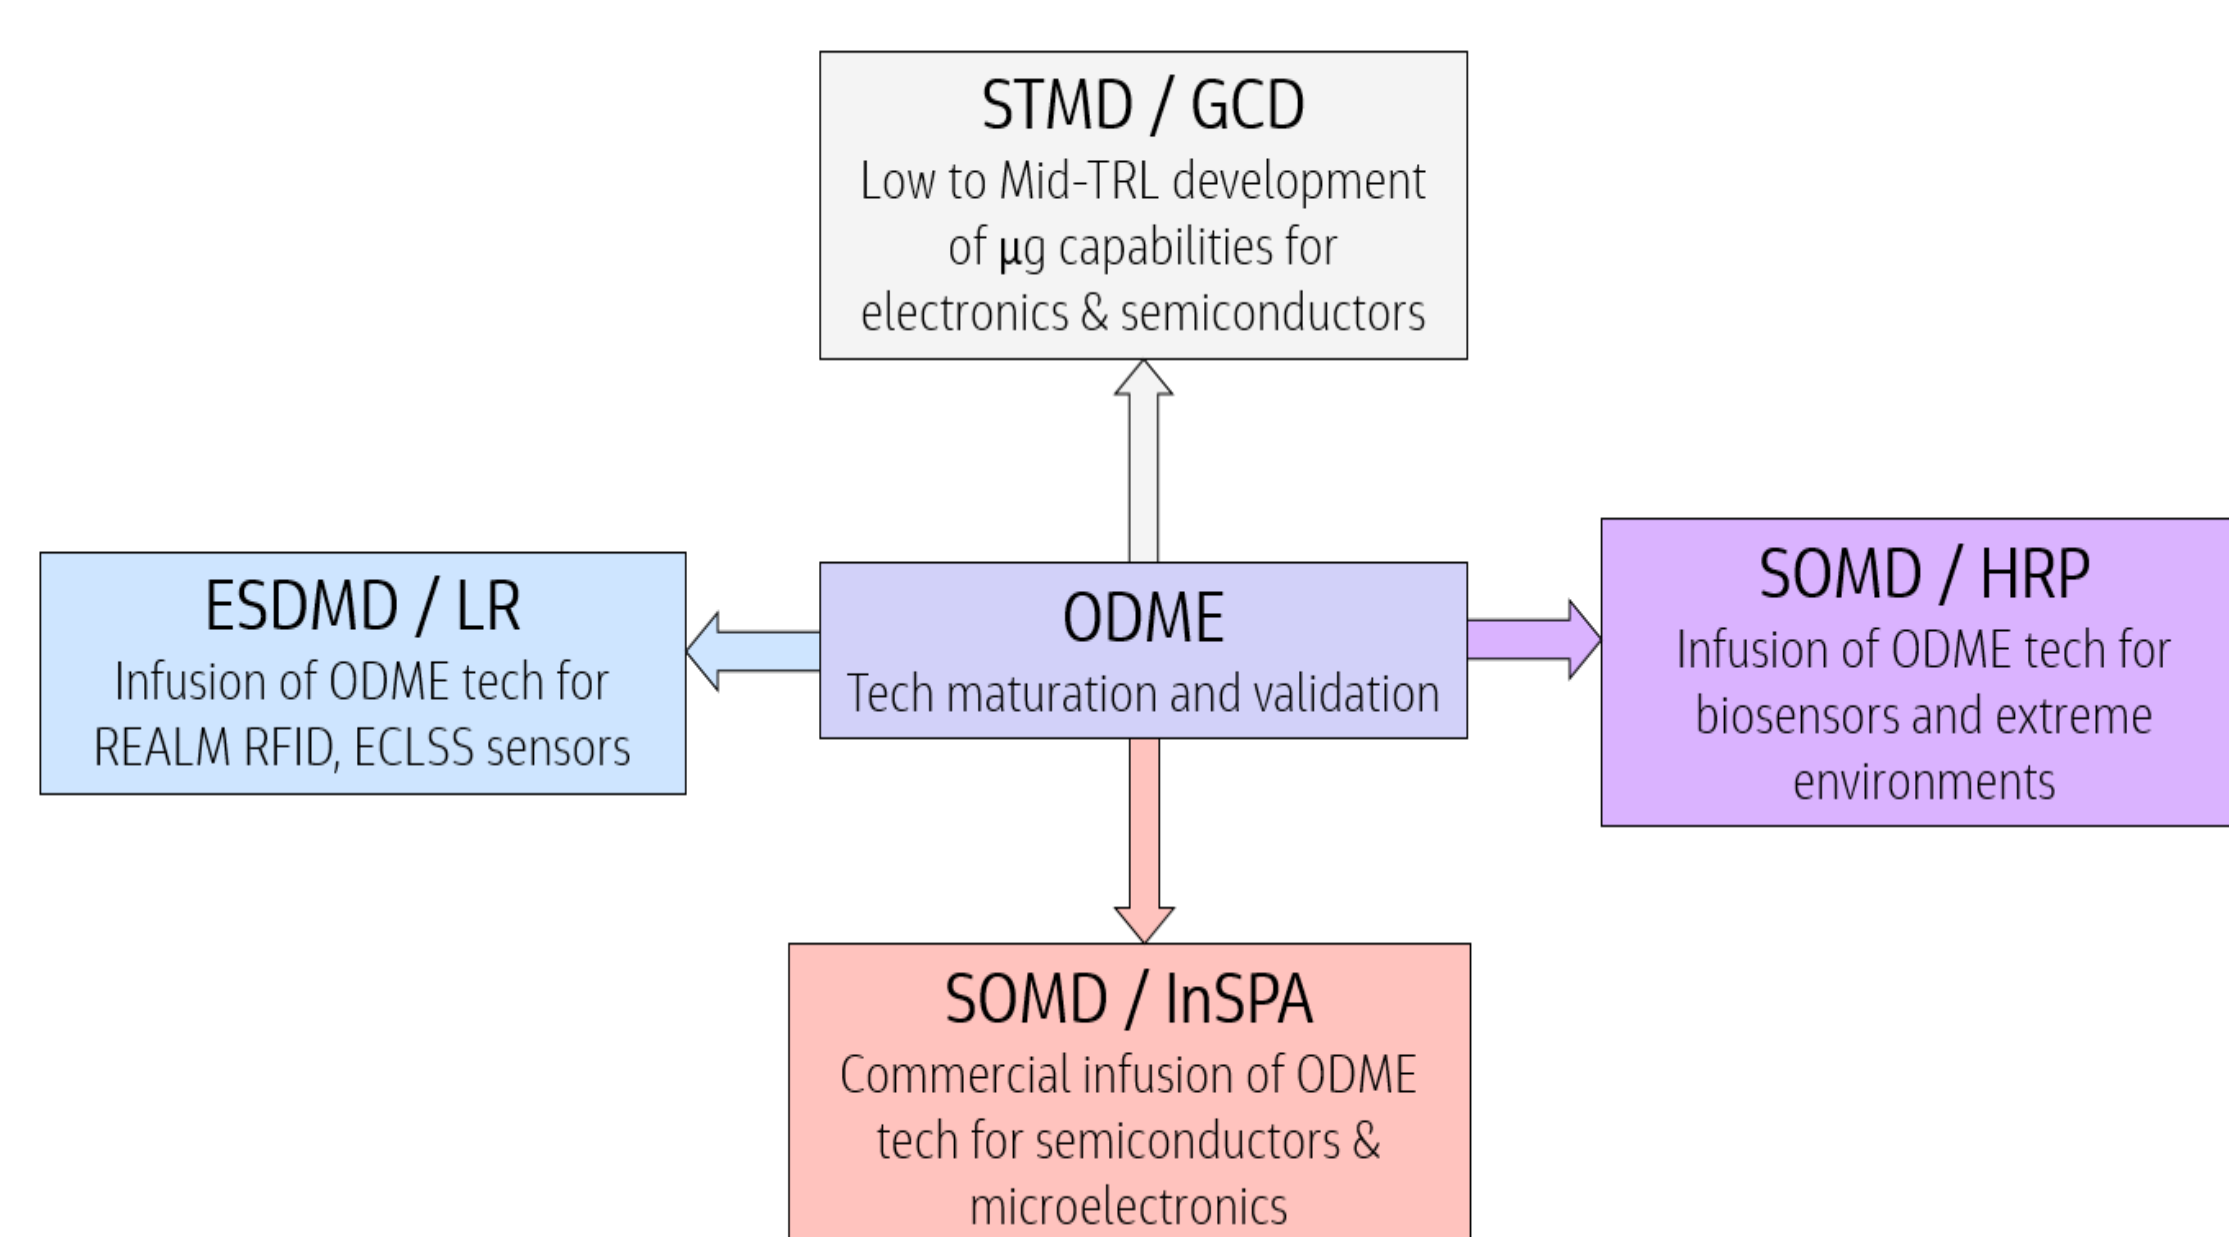 STMD / GCD
Low to Mid-TRL development
of μg capabilities for
electronics & semiconductors
ESDMD / LR
Infusion of ODME tech for
REALM RFID, ECLSS sensors
ODME
Tech maturation and validation
SOMD / HRP
Infusion of ODME tech for
biosensors and extreme
environments
SOMD / InSPA
Commercial infusion of ODME
tech for semiconductors &
microelectronics